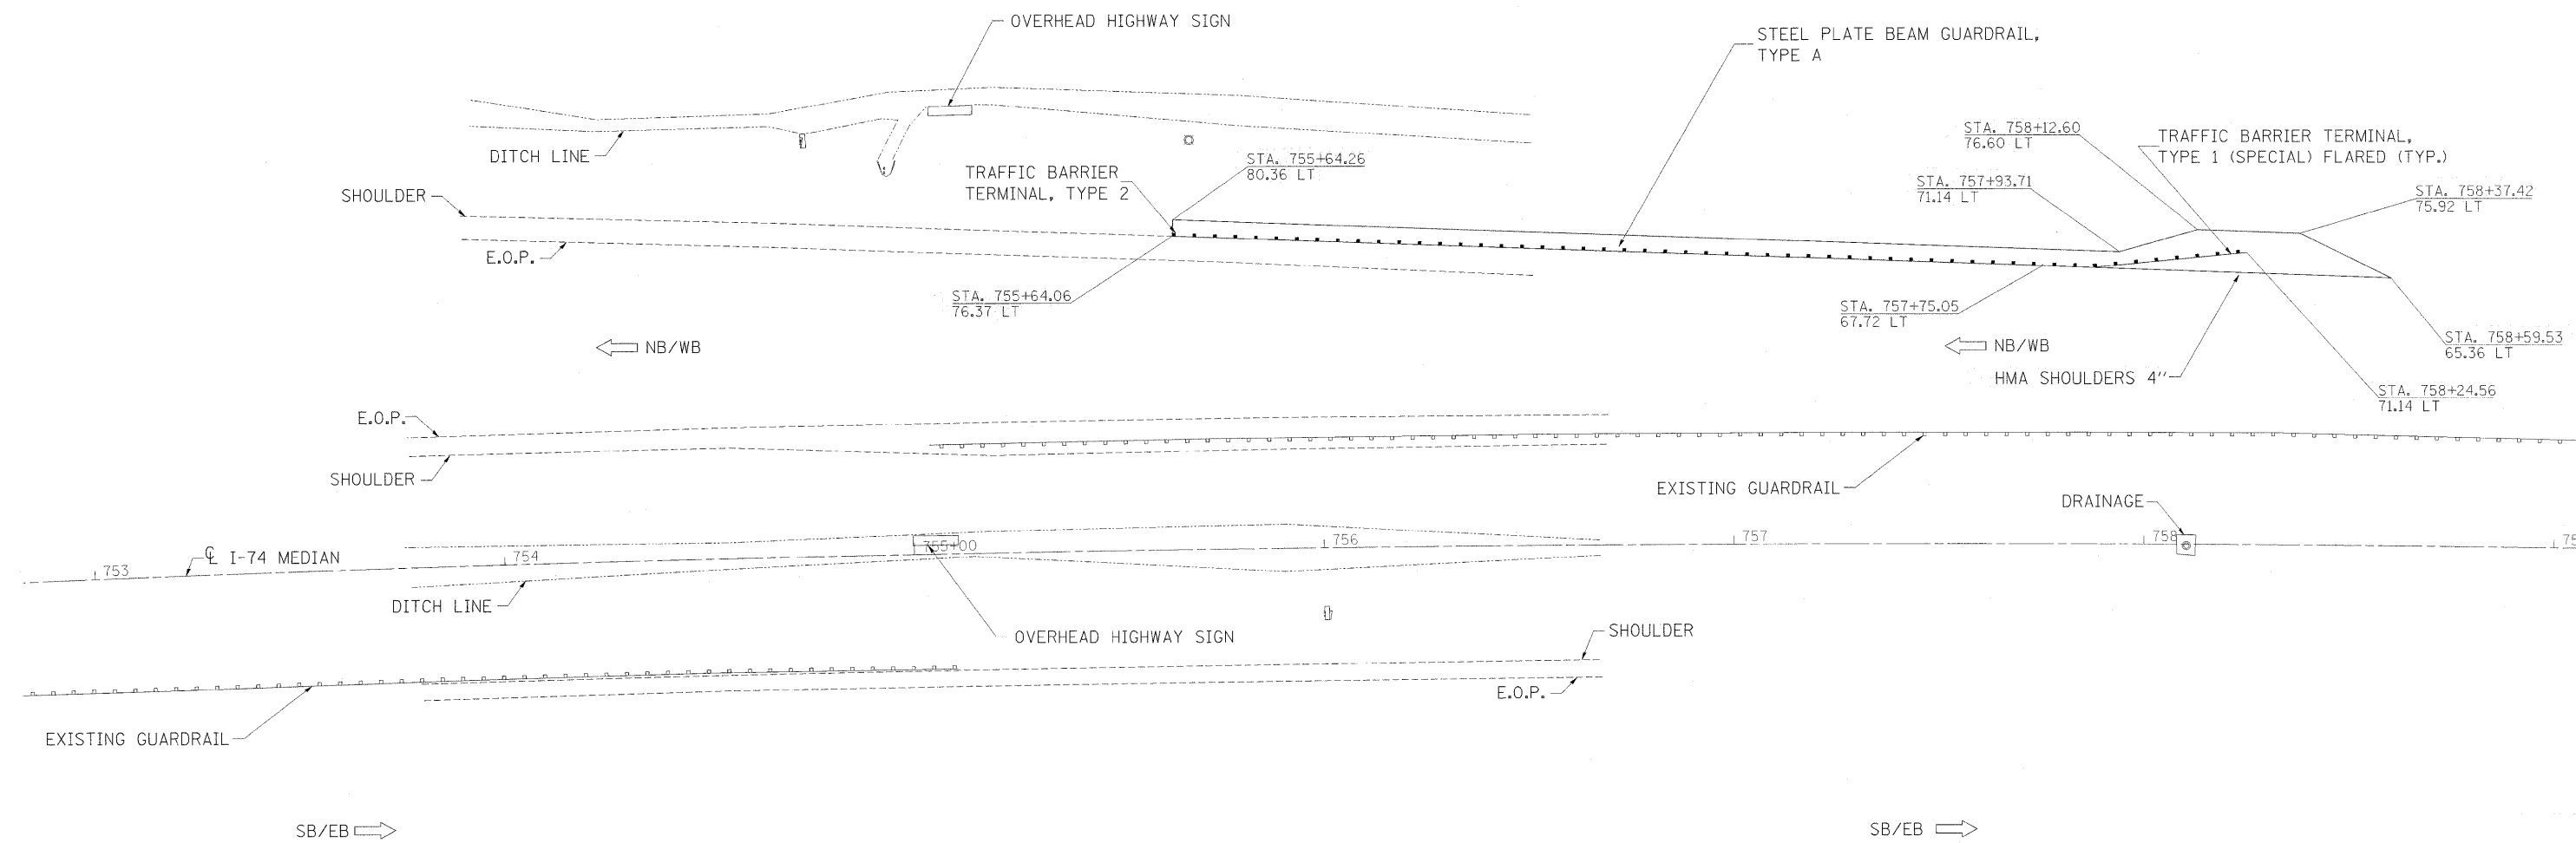 OVERHEAD HIGHWAY SIGN
STEEL PLATE BEAM GUARDRAIL,
TYPE A
DITCH LINE
STA. 755+64.26
80.36 LT
STA. 758+12.60
76.60 LT
TRAFFIC BARRIER TERMINAL,
TYPE 1 (SPECIAL) FLARED (TYP.)
TRAFFIC BARRIER
TERMINAL, TYPE 2
STA. 757+93.71
71.14 LT
STA. 758+37.42
75.92 LT
SHOULDER
E.O.P.
STA. 755+64.06
76.37 LT
STA. 757+75.05
67.72 LT
STA. 758+59.53
65.36 LT
NB/WB
NB/WB
HMA SHOULDERS 4"
STA. 758+24.56
71.14 LT
E.O.P.
SHOULDER
EXISTING GUARDRAIL
DRAINAGE
℄ I-74 MEDIAN
753
754
755+00
756
757
758
DITCH LINE
OVERHEAD HIGHWAY SIGN
SHOULDER
E.O.P.
EXISTING GUARDRAIL
SB/EB
SB/EB